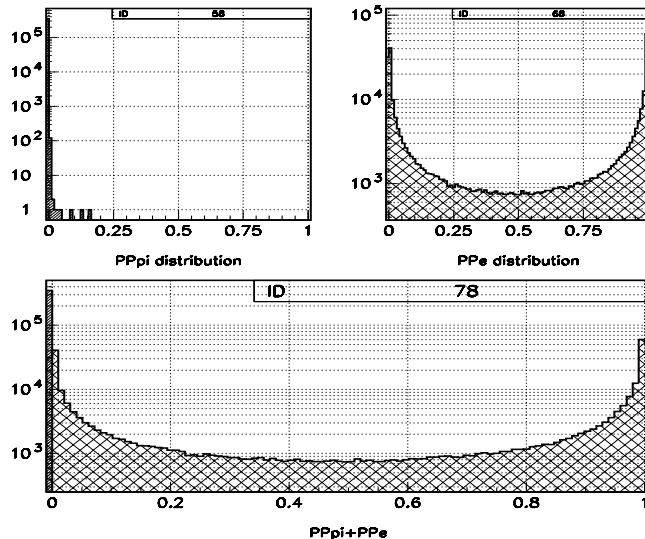 ID 58
10^5
10^4
10^3
10^2
10
1
0 0.25 0.5 0.75 1
PPpi distribution
ID 68
10^5
10^4
10^3
0 0.25 0.5 0.75
PPe distribution
ID 78
10^5
10^4
10^3
0 0.2 0.4 0.6 0.8 1
PPpi+PPe